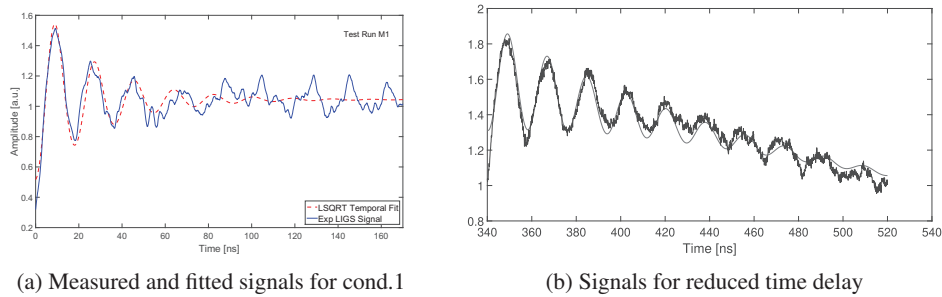 Test Run M1
1.6
1.4
1.2
1.0
0.8
0.6
0.4
0.2
Amplitude [a.u.]
LSQRT Temporal Fit
Exp LIGS Signal
0 20 40 60 80 100 120 140 160
Time [ns]
(a) Measured and fitted signals for cond.1
2
1.8
1.6
1.4
1.2
1
0.8
340 360 380 400 420 440 460 480 500 520 540
Time [ns]
(b) Signals for reduced time delay